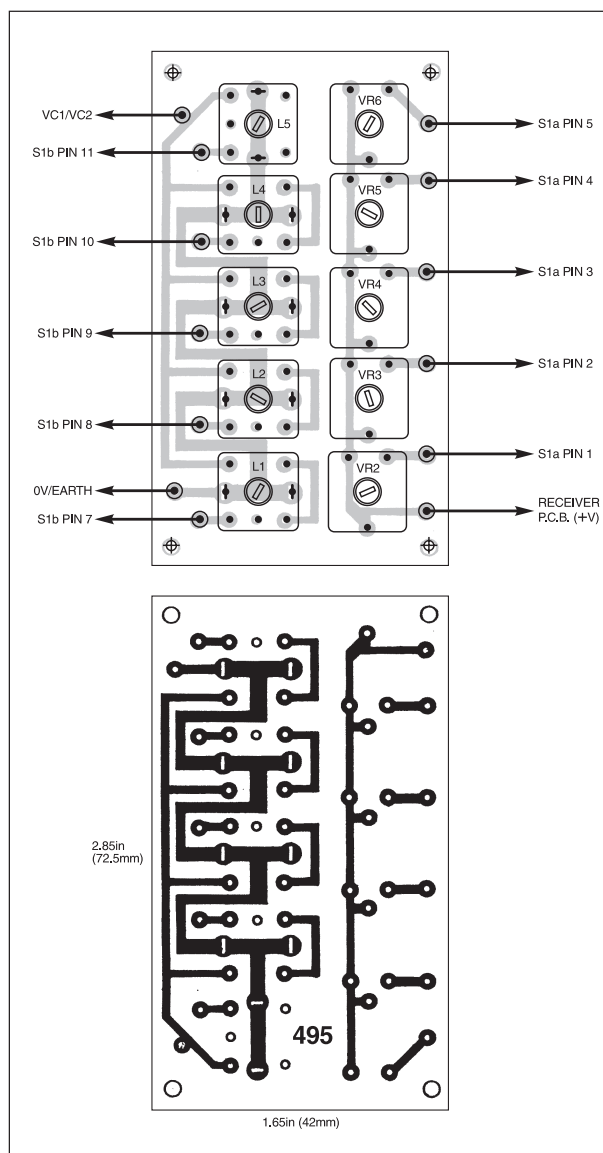 VC1/VC2
L5
VR6
S1a PIN 5
S1b PIN 11
L4
VR5
S1a PIN 4
S1b PIN 10
L3
VR4
S1a PIN 3
S1b PIN 9
L2
VR3
S1a PIN 2
S1b PIN 8
L1
VR2
S1a PIN 1
0V/EARTH
RECEIVER
P.C.B. (+V)
S1b PIN 7
2.85in
(72.5mm)
495
1.65in (42mm)